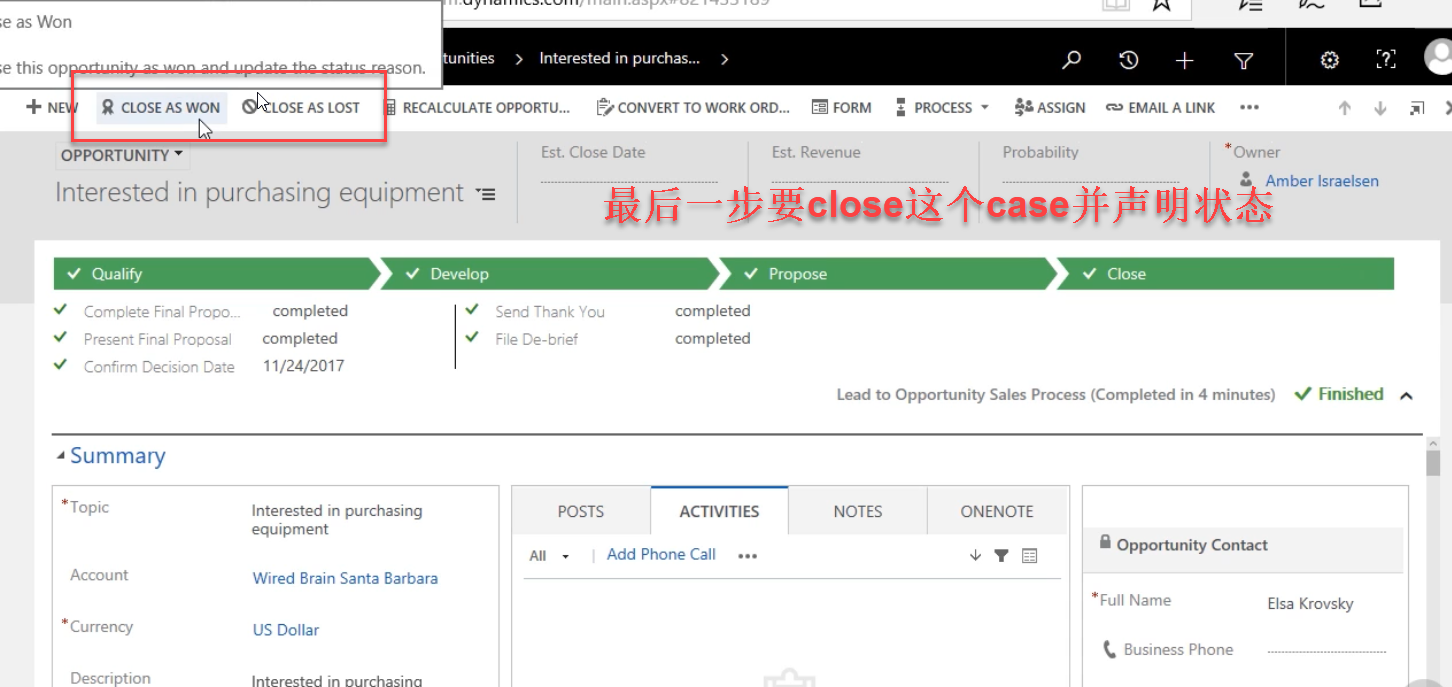 se as Won
m.dynamics.com/main.aspx#821433189
se this opportunity as won and update the status reason.
tunities > Interested in purchas... >
+ NEW CLOSE AS WON CLOSE AS LOST RECALCULATE OPPORTU... CONVERT TO WORK ORD... FORM PROCESS ASSIGN EMAIL A LINK •••
OPPORTUNITY
Est. Close Date Est. Revenue Probability *Owner
Interested in purchasing equipment
Amber Israelsen
最后一步要close这个case并声明状态
Qualify Develop Propose Close
Complete Final Propo... completed Send Thank You completed
Present Final Proposal completed File De-brief completed
Confirm Decision Date 11/24/2017
Lead to Opportunity Sales Process (Completed in 4 minutes) Finished
Summary
*Topic Interested in purchasing
equipment
Account Wired Brain Santa Barbara
*Currency US Dollar
Description Interested in purchasing
POSTS ACTIVITIES NOTES ONENOTE
All | Add Phone Call •••
Opportunity Contact
*Full Name Elsa Krovsky
Business Phone